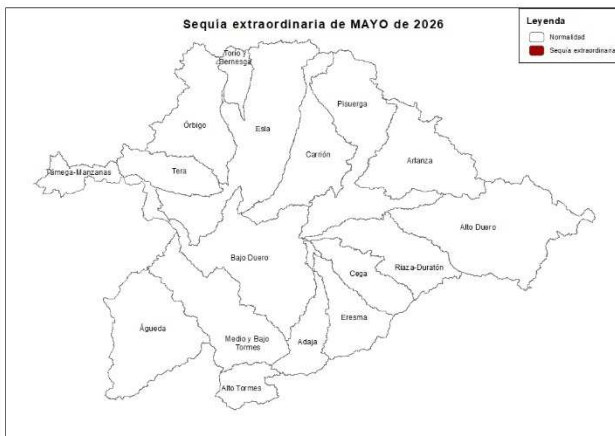 Sequía extraordinaria de MAYO de 2026
Leyenda
Normalidad
Sequía extraordinaria
Torío y
Bernesga
Pisuerga
Órbigo
Esla
Carrión
Arlanza
Támega-Manzanas
Tera
Alto Duero
Bajo Duero
Cega
Riaza-Duratón
Águeda
Eresma
Medio y Bajo
Tormes
Adaja
Alto Tormes